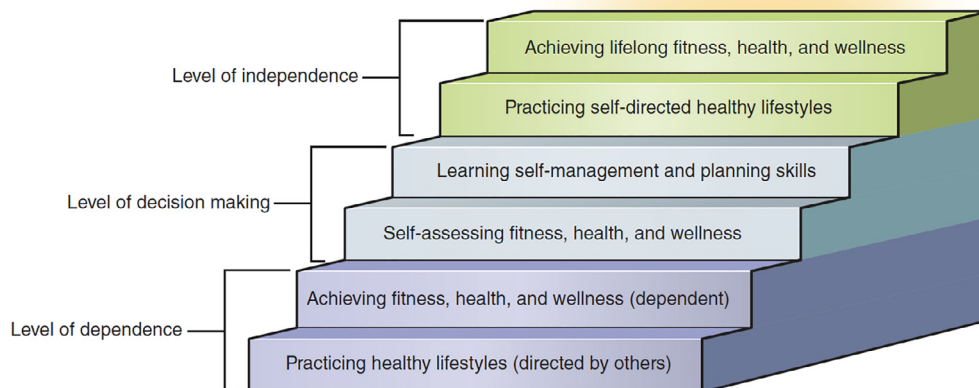 Achieving lifelong fitness, health, and wellness
Level of independence
Practicing self-directed healthy lifestyles
Learning self-management and planning skills
Level of decision making
Self-assessing fitness, health, and wellness
Achieving fitness, health, and wellness (dependent)
Level of dependence
Practicing healthy lifestyles (directed by others)